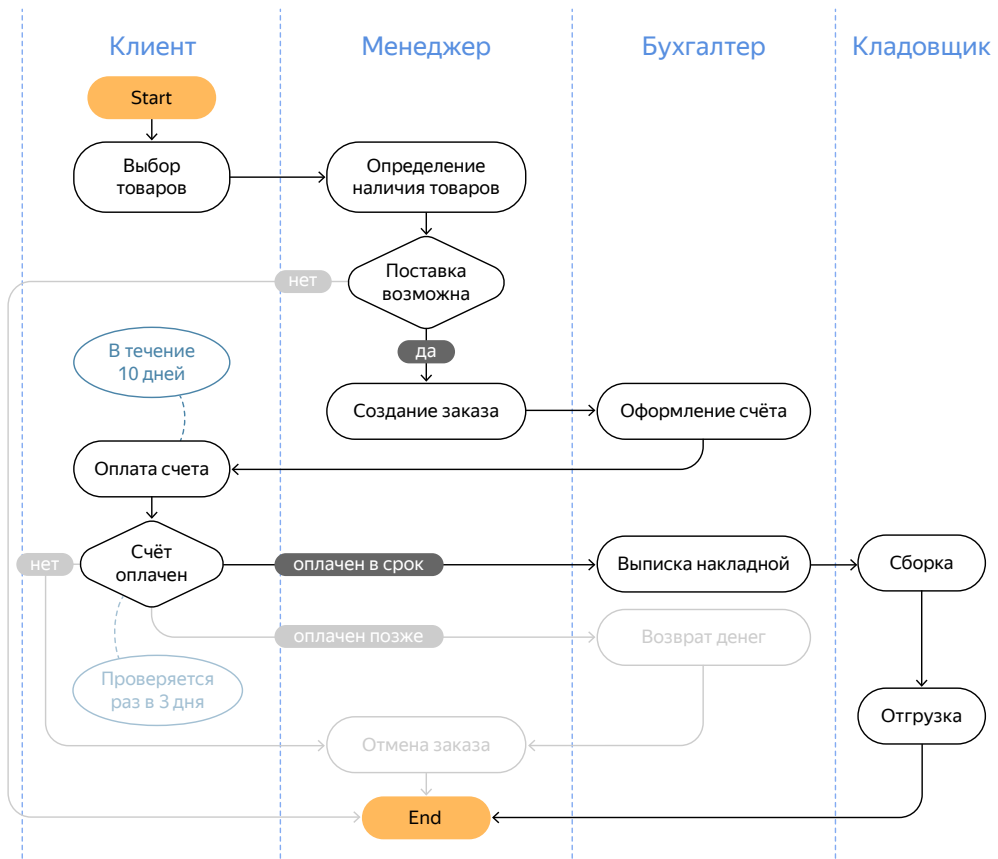 Клиент
Менеджер
Бухгалтер
Кладовщик
Start
Выбор
товаров
Определение
наличия товаров
Поставка
возможна
нет
да
В течение
10 дней
Создание заказа
Оформление счёта
Оплата счета
Счёт
оплачен
нет
оплачен в срок
Выписка накладной
Сборка
оплачен позже
Возврат денег
Проверяется
раз в 3 дня
Отгрузка
Отмена заказа
End